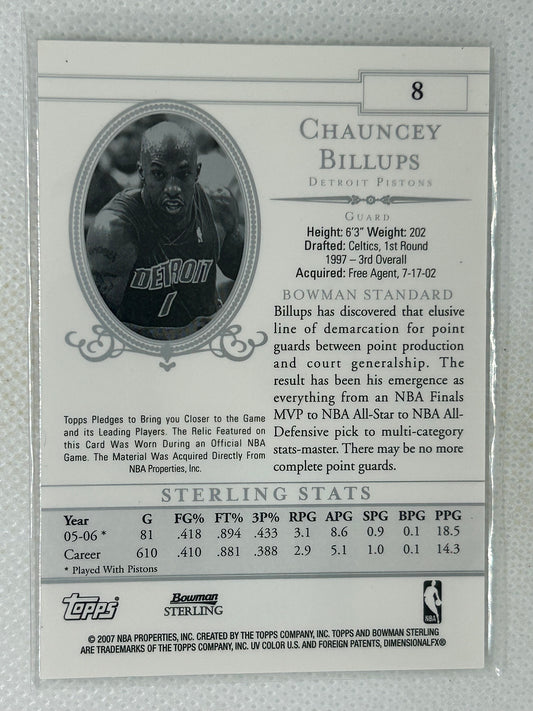 8
CHAUNCEY
BILLUPS
DETROIT PISTONS
GUARD
Height: 6'3" Weight: 202
Drafted: Celtics, 1st Round
1997 – 3rd Overall
Acquired: Free Agent, 7-17-02
DETROIT
1
BOWMAN STANDARD
Billups has discovered that elusive
line of demarcation for point
guards between point production
and court generalship. The
result has been his emergence as
everything from an NBA Finals
MVP to NBA All-Star to NBA All-
Defensive pick to multi-category
stats-master. There may be no more
complete point guards.
Topps Pledges to Bring you Closer to the Game
and its Leading Players. The Relic Featured on
this Card Was Worn During an Official NBA
Game. The Material Was Acquired Directly From
NBA Properties, Inc.
STERLING STATS
Year G FG% FT% 3P% RPG APG SPG BPG PPG
05-06 * 81 .418 .894 .433 3.1 8.6 0.9 0.1 18.5
Career 610 .410 .881 .388 2.9 5.1 1.0 0.1 14.3
* Played With Pistons
Topps
Bowman
STERLING
NBA
© 2007 NBA PROPERTIES, INC. CREATED BY THE TOPPS COMPANY, INC. TOPPS AND BOWMAN STERLING
ARE TRADEMARKS OF THE TOPPS COMPANY, INC. UV COLOR U.S. AND FOREIGN PATENTS, DIMENSIONALFX®